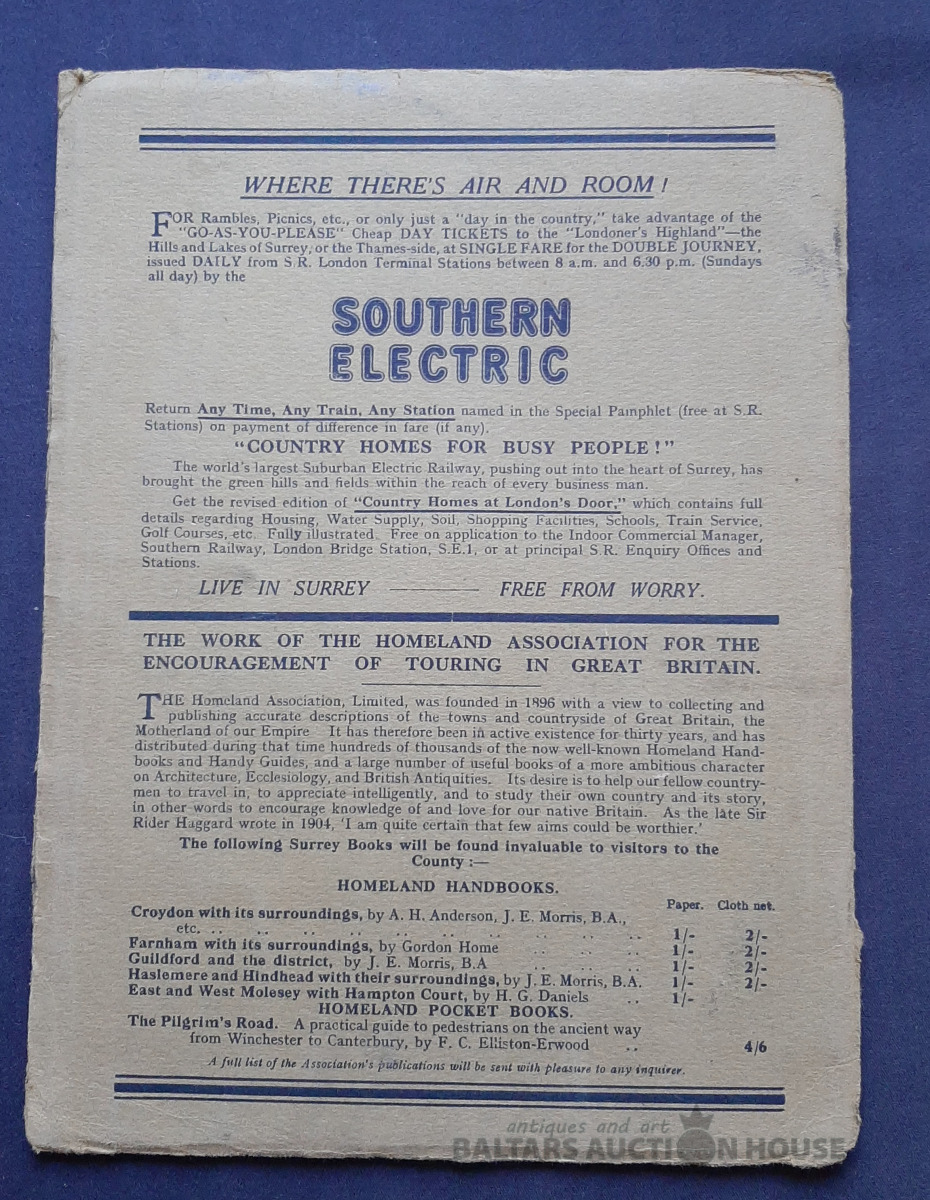 WHERE THERE'S AIR AND ROOM!
FOR Rambles, Picnics, etc., or only just a "day in the country," take advantage of the
"GO-AS-YOU-PLEASE" Cheap DAY TICKETS to the "Londoner's Highland"—the
Hills and Lakes of Surrey, or the Thames-side, at SINGLE FARE for the DOUBLE JOURNEY,
issued DAILY from S.R. London Terminal Stations between 8 a.m. and 6.30 p.m. (Sundays
all day) by the
SOUTHERN
ELECTRIC
Return Any Time, Any Train, Any Station named in the Special Pamphlet (free at S.R.
Stations) on payment of difference in fare (if any).
"COUNTRY HOMES FOR BUSY PEOPLE!"
The world's largest Suburban Electric Railway, pushing out into the heart of Surrey, has
brought the green hills and fields within the reach of every business man.
Get the revised edition of "Country Homes at London's Door," which contains full
details regarding Housing, Water Supply, Soil, Shopping Facilities, Schools, Train Service,
Golf Courses, etc. Fully illustrated. Free on application to the Indoor Commercial Manager,
Southern Railway, London Bridge Station, S.E.1, or at principal S.R. Enquiry Offices and
Stations.
LIVE IN SURREY ——— FREE FROM WORRY.
THE WORK OF THE HOMELAND ASSOCIATION FOR THE
ENCOURAGEMENT OF TOURING IN GREAT BRITAIN.
THE Homeland Association, Limited, was founded in 1896 with a view to collecting and
publishing accurate descriptions of the towns and countryside of Great Britain, the
Motherland of our Empire It has therefore been in active existence for thirty years, and has
distributed during that time hundreds of thousands of the now well-known Homeland Hand-
books and Handy Guides, and a large number of useful books of a more ambitious character
on Architecture, Ecclesiology, and British Antiquities. Its desire is to help our fellow country-
men to travel in, to appreciate intelligently, and to study their own country and its story,
in other words to encourage knowledge of and love for our native Britain. As the late Sir
Rider Haggard wrote in 1904, 'I am quite certain that few aims could be worthier.'
The following Surrey Books will be found invaluable to visitors to the
County :—
HOMELAND HANDBOOKS.
Paper. Cloth net.
Croydon with its surroundings, by A. H. Anderson, J. E. Morris, B.A.,
etc. .. .. .. .. .. .. .. .. .. .. 1/- 2/-
Farnham with its surroundings, by Gordon Home .. .. .. 1/- 2/-
Guildford and the district, by J. E. Morris, B.A .. .. .. 1/- 2/-
Haslemere and Hindhead with their surroundings, by J. E. Morris, B.A. 1/- 2/-
East and West Molesey with Hampton Court, by H. G. Daniels .. 1/-
HOMELAND POCKET BOOKS.
The Pilgrim's Road. A practical guide to pedestrians on the ancient way
from Winchester to Canterbury, by F. C. Elliston-Erwood .. 4/6
A full list of the Association's publications will be sent with pleasure to any inquirer.
antiques and art
BALTARS AUCTION HOUSE